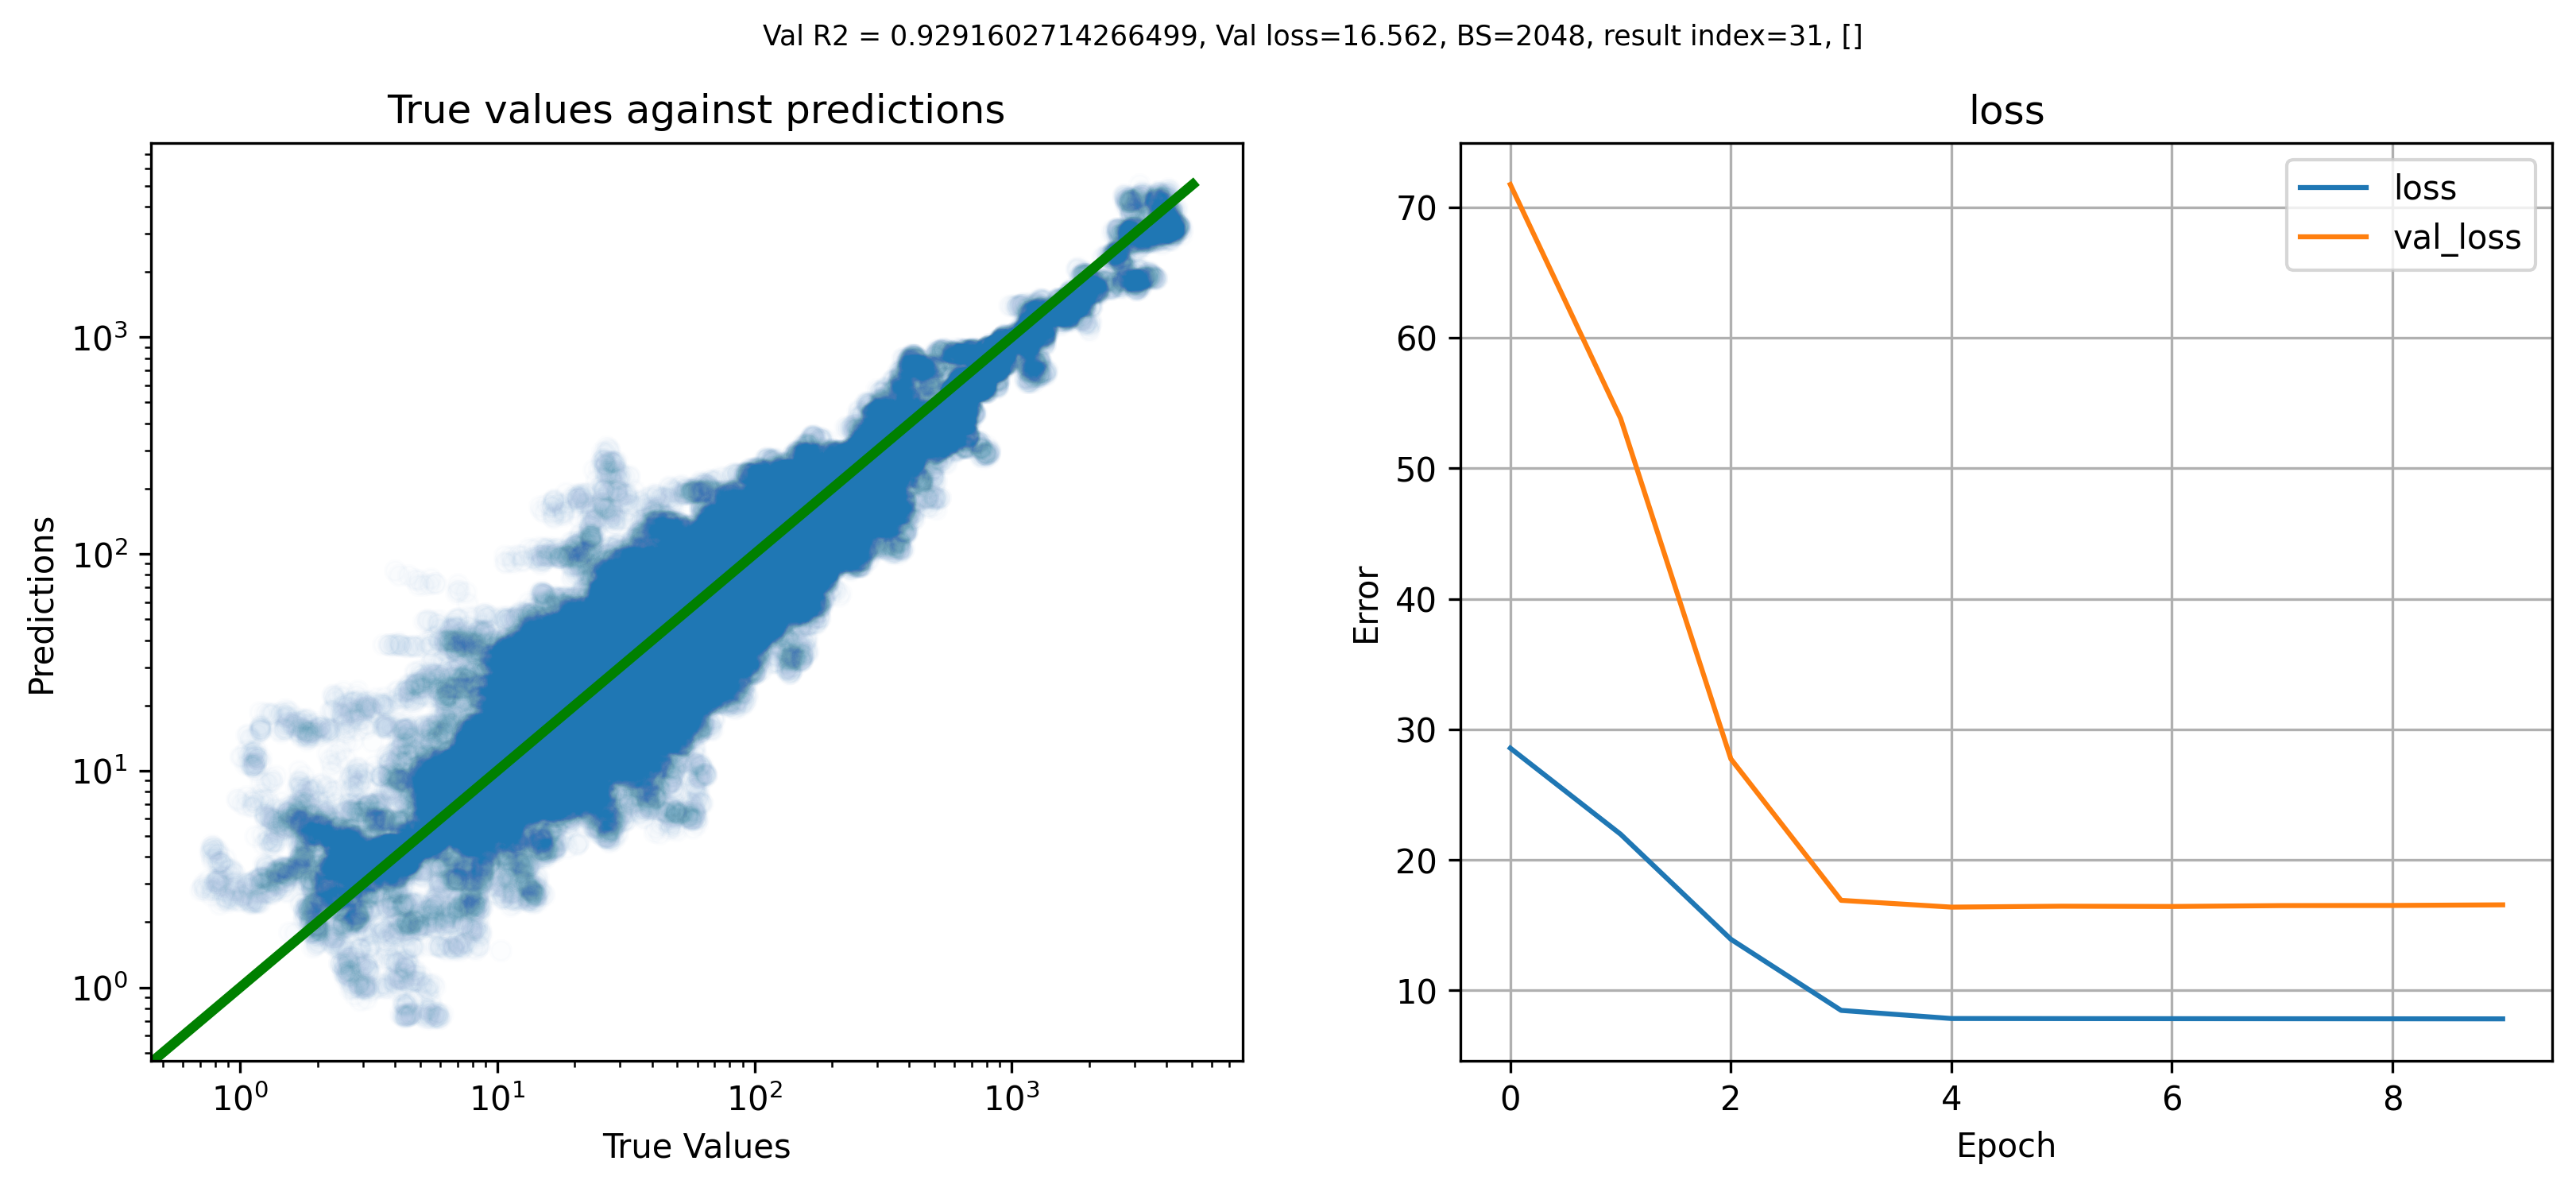 Val R2 = 0.9291602714266499, Val loss=16.562, BS=2048, result index=31, []
True values against predictions
Predictions
10³
10²
10¹
10⁰
10⁰ 10¹ 10² 10³
True Values
loss
Error
70
60
50
40
30
20
10
loss
val_loss
0 2 4 6 8
Epoch